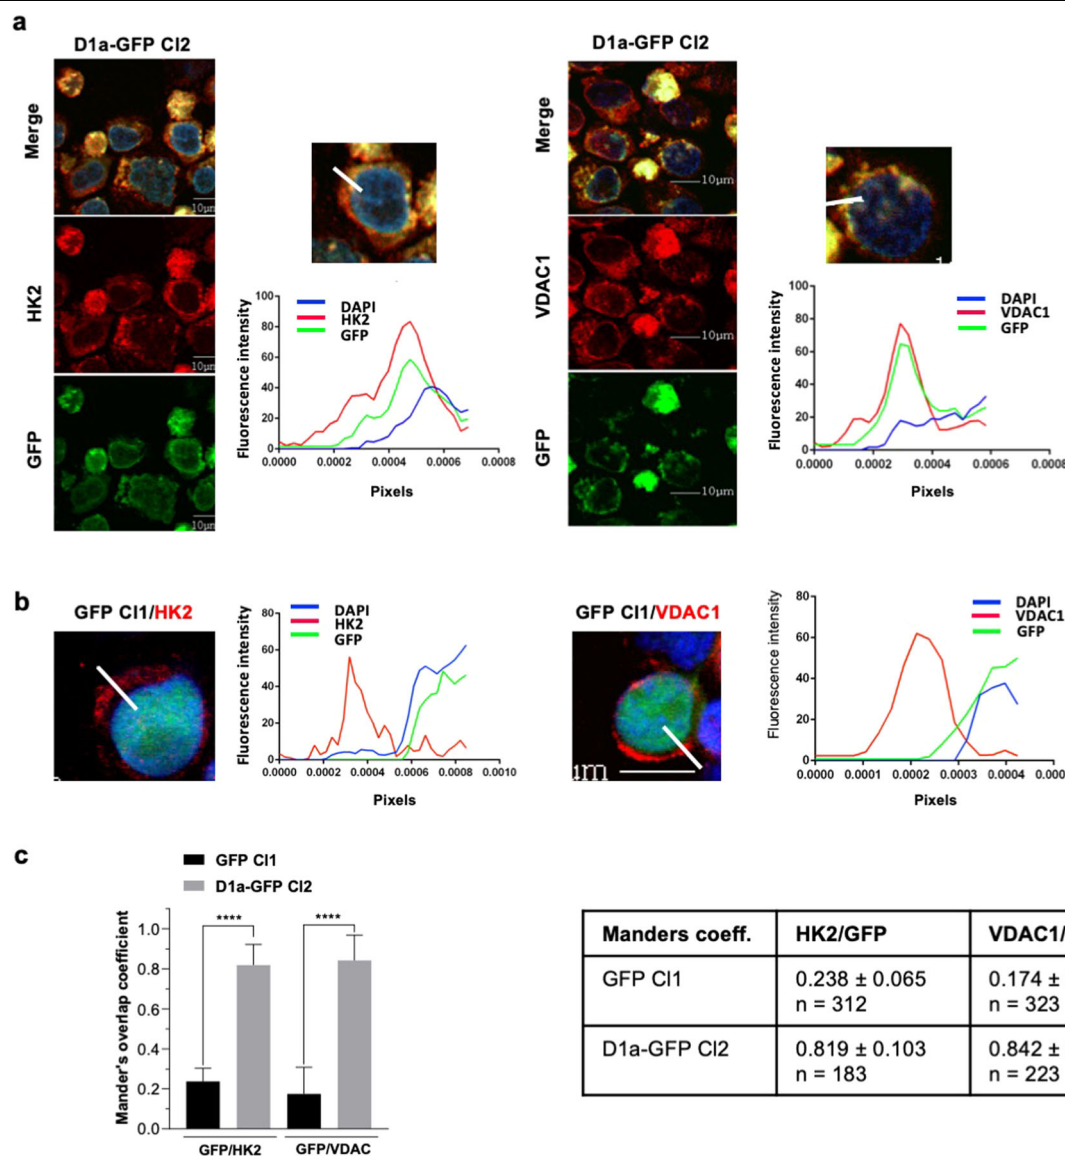 a
D1a-GFP Cl2
Merge
10µm
HK2
10µm
GFP
10µm
Fluorescence intensity
100
80
60
40
20
0
DAPI
HK2
GFP
0.0000 0.0002 0.0004 0.0006 0.0008
Pixels
D1a-GFP Cl2
Merge
10µm
VDAC1
10µm
GFP
10µm
1
Fluorescence intensity
100
80
60
40
20
0
DAPI
VDAC1
GFP
0.0000 0.0002 0.0004 0.0006 0.0008
Pixels
b
GFP Cl1/HK2
Fluorescence intensity
80
60
40
20
0
DAPI
HK2
GFP
0.0000 0.0002 0.0004 0.0006 0.0008 0.0010
Pixels
GFP Cl1/VDAC1
µm
Fluorescence intensity
80
60
40
20
0
DAPI
VDAC1
GFP
0.0000 0.0001 0.0002 0.0003 0.0004 0.000
Pixels
c
GFP Cl1
D1a-GFP Cl2
Mander's overlap coefficient
1.0
0.8
0.6
0.4
0.2
0.0
**** ****
GFP/HK2 GFP/VDAC
Manders coeff. HK2/GFP VDAC1/
GFP Cl1 0.238 ± 0.065 0.174 ±
n = 312 n = 323
D1a-GFP Cl2 0.819 ± 0.103 0.842 ±
n = 183 n = 223